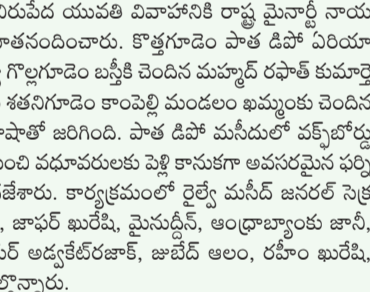 నిరుపేద యువతి వివాహానికి రాష్ట్ర మైనార్టీ నాయ
ూతనందించారు. కొత్తగూడెం పాత డిపో ఏరియా
గొల్లగూడెం బస్తీకి చెందిన మహ్మద్ రఫాత్ కుమార్తె
శతనిగూడెం కాంపెల్లి మండలం ఖమ్మంకు చెందిన
షాతో జరిగింది. పాత డిపో మసీదులో వక్ఫ్‌బోర్డు
ంచి వధూవరులకు పెళ్లి కానుకగా అవసరమైన ఫర్ని
జేశారు. కార్యక్రమంలో రైల్వే మసీద్ జనరల్ సెక్ర
, జాఫర్ ఖురేషి, మైనుద్దీన్, ఆంధ్రాబ్యాంకు జానీ,
ర్ అడ్వకేట్‌రజాక్, జుబేద్ ఆలం, రహీం ఖురేషి,
ల్గొన్నారు.